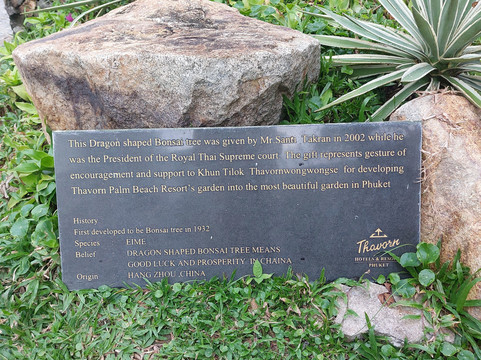 This Dragon shaped Bonsai tree was given by Mr.Santi Takran in 2002 while he
was the President of the Royal Thai Supreme court. The gift represents gesture of
encouragement and support to Khun Tilok Thavornwongwongse for developing
Thavorn Palm Beach Resort's garden into the most beautiful garden in Phuket
History
First developed to be Bonsai tree in 1932
Species EIME
Belief DRAGON SHAPED BONSAI TREE MEANS
GOOD LUCK AND PROSPERITY IN CHAINA
Origin HANG ZHOU ,CHINA
Thavorn
HOTELS & RESORTS
PHUKET